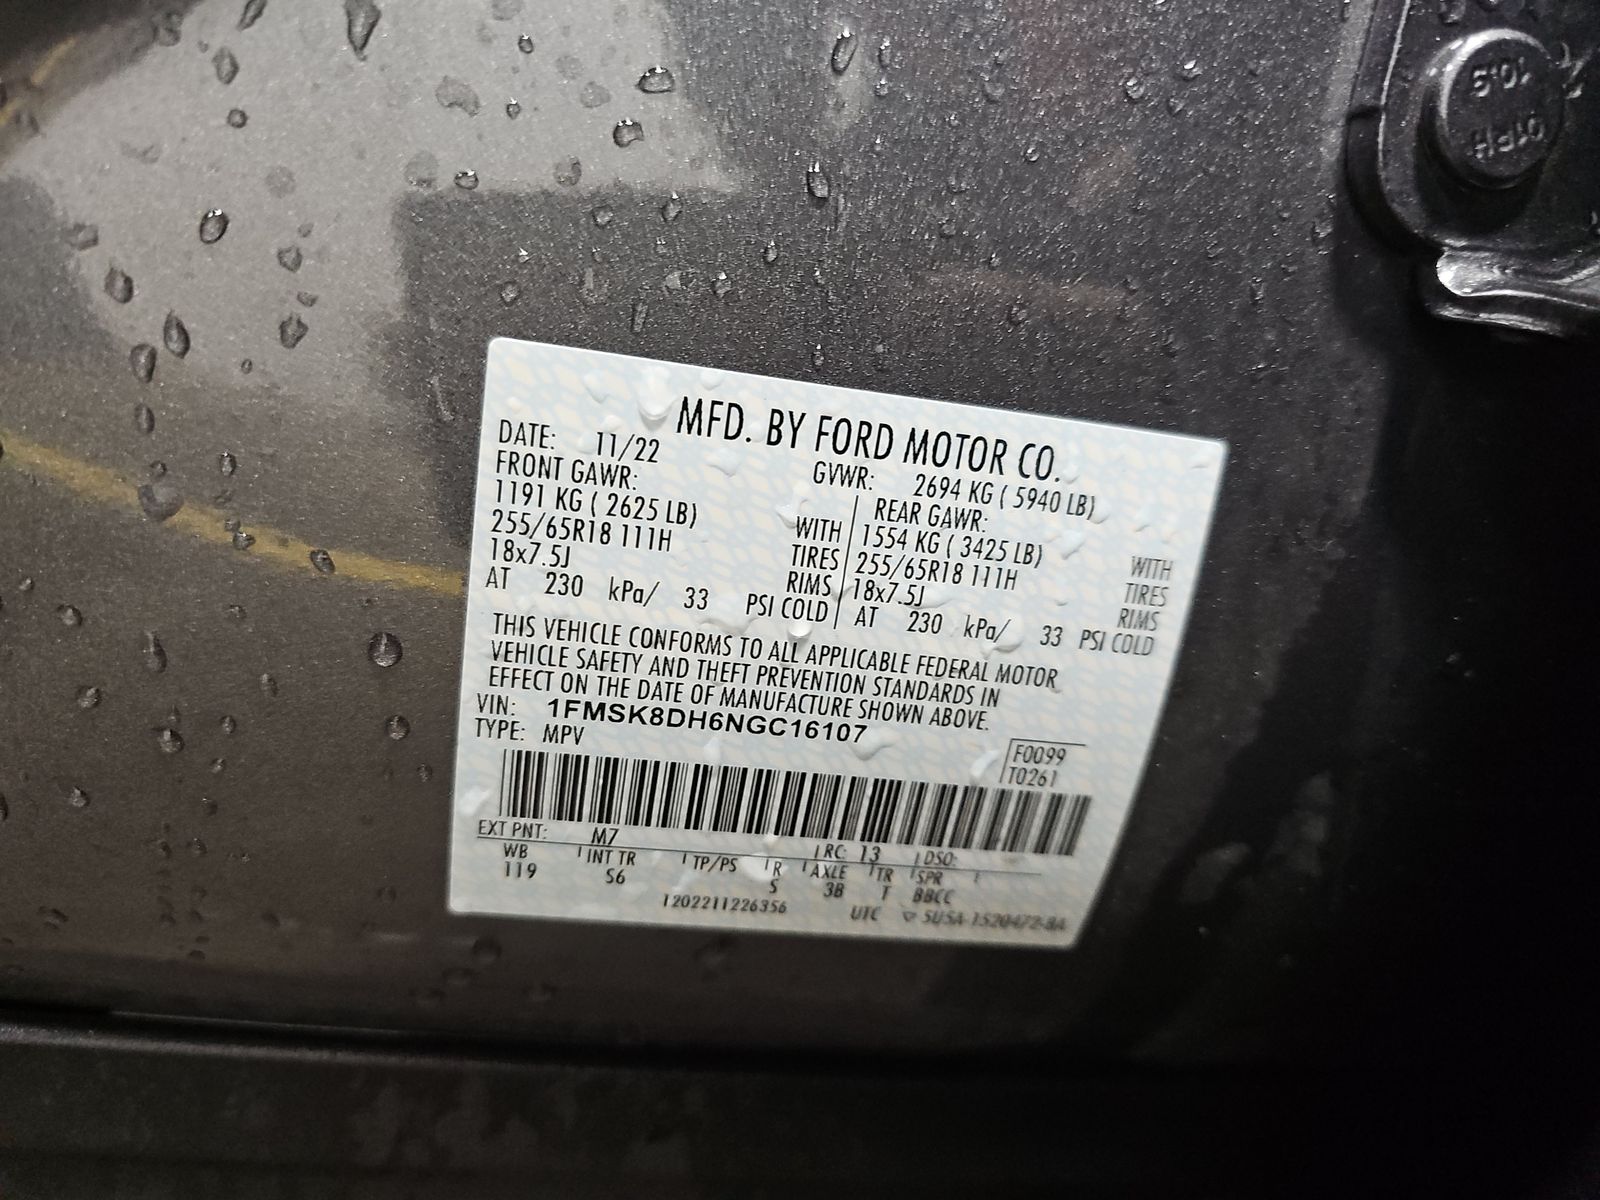 10.9
MFD. BY FORD MOTOR CO.
DATE: 11/22 GVWR: 2694 KG ( 5940 LB)
FRONT GAWR: REAR GAWR:
1191 KG ( 2625 LB) WITH 1554 KG ( 3425 LB) WITH
255/65R18 111H TIRES 255/65R18 111H TIRES
18x7.5J RIMS 18x7.5J RIMS
AT 230 kPa/ 33 PSI COLD AT 230 kPa/ 33 PSI COLD
THIS VEHICLE CONFORMS TO ALL APPLICABLE FEDERAL MOTOR
VEHICLE SAFETY AND THEFT PREVENTION STANDARDS IN
EFFECT ON THE DATE OF MANUFACTURE SHOWN ABOVE.
VIN: 1FMSK8DH6NGC16107
TYPE: MPV
F0099
T0261
EXT PNT: M7 RC: 13 DSO:
WB INT TR TP/PS R AXLE TR SPR
119 S6 S 3B T BBCC
1202211226356 UTC